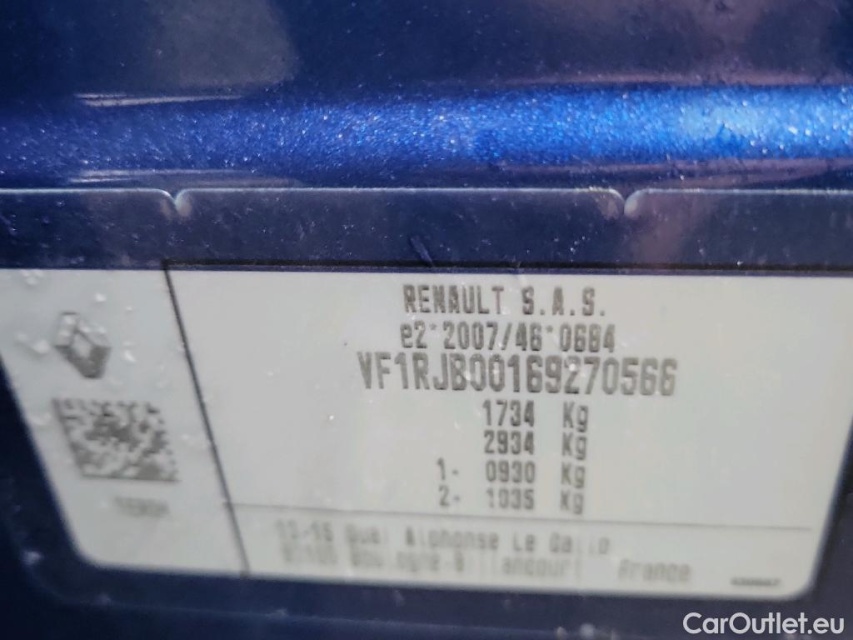 RENAULT S.A.S.
e2*2007/46*0684
VF1RJB00169270566
1734 Kg
2934 Kg
1- 0930 Kg
2- 1035 Kg
13-15 Quai Alphonse Le Gallo
Boulogne Billancourt France
CarOutlet.eu